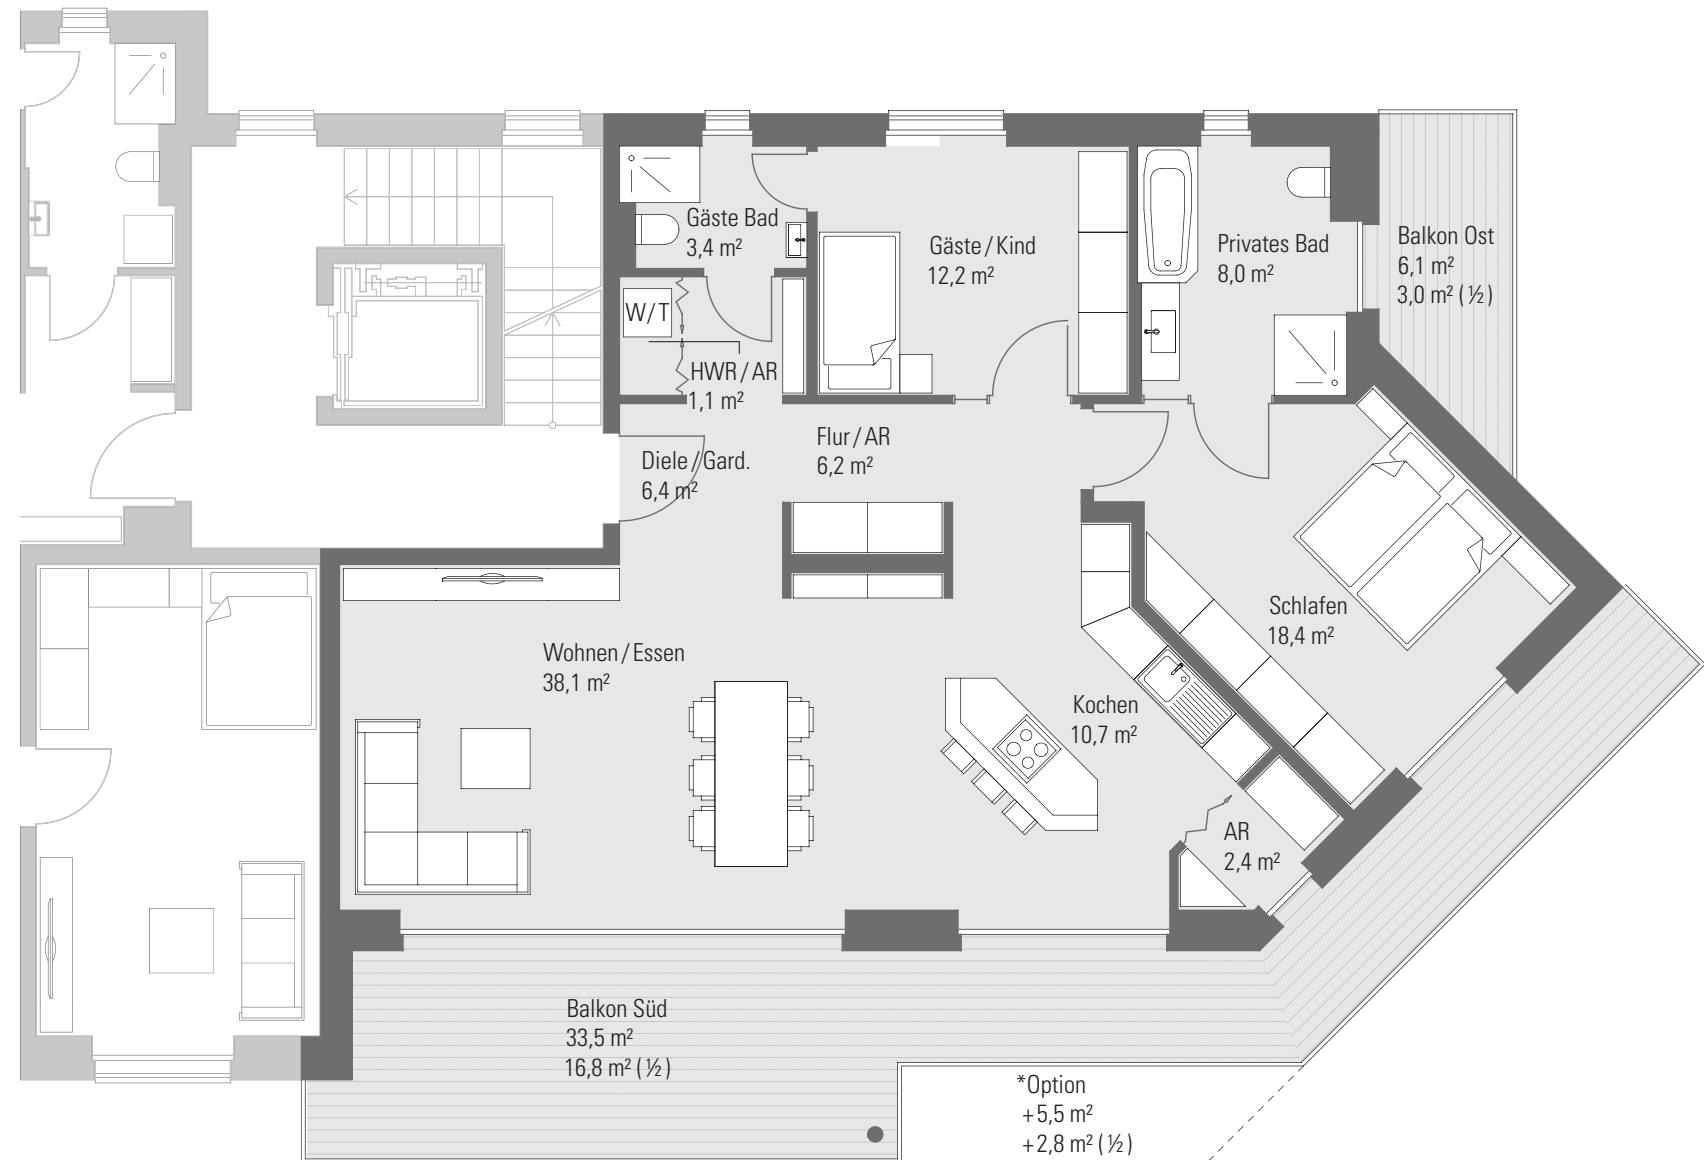 Gäste Bad
3,4 m²
Gäste / Kind
12,2 m²
Privates Bad
8,0 m²
Balkon Ost
6,1 m²
3,0 m² ( ½ )
W / T
HWR / AR
1,1 m²
Diele / Gard.
6,4 m²
Flur / AR
6,2 m²
Schlafen
18,4 m²
Wohnen / Essen
38,1 m²
Kochen
10,7 m²
AR
2,4 m²
Balkon Süd
33,5 m²
16,8 m² ( ½ )
*Option
+5,5 m²
+2,8 m² ( ½ )